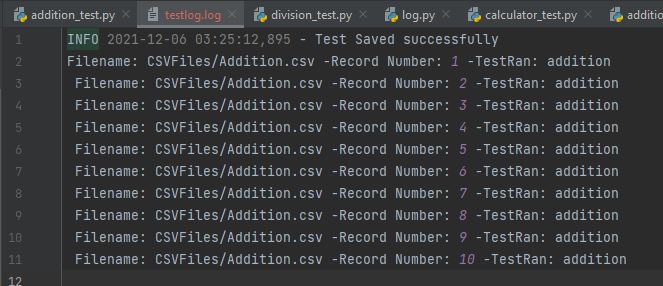 addition_test.py testlog.log division_test.py log.py calculator_test.py
1 INFO 2021-12-06 03:25:12,895 - Test Saved successfully
2 Filename: CSVFiles/Addition.csv -Record Number: 1 -TestRan: addition
3 Filename: CSVFiles/Addition.csv -Record Number: 2 -TestRan: addition
4 Filename: CSVFiles/Addition.csv -Record Number: 3 -TestRan: addition
5 Filename: CSVFiles/Addition.csv -Record Number: 4 -TestRan: addition
6 Filename: CSVFiles/Addition.csv -Record Number: 5 -TestRan: addition
7 Filename: CSVFiles/Addition.csv -Record Number: 6 -TestRan: addition
8 Filename: CSVFiles/Addition.csv -Record Number: 7 -TestRan: addition
9 Filename: CSVFiles/Addition.csv -Record Number: 8 -TestRan: addition
10 Filename: CSVFiles/Addition.csv -Record Number: 9 -TestRan: addition
11 Filename: CSVFiles/Addition.csv -Record Number: 10 -TestRan: addition
12